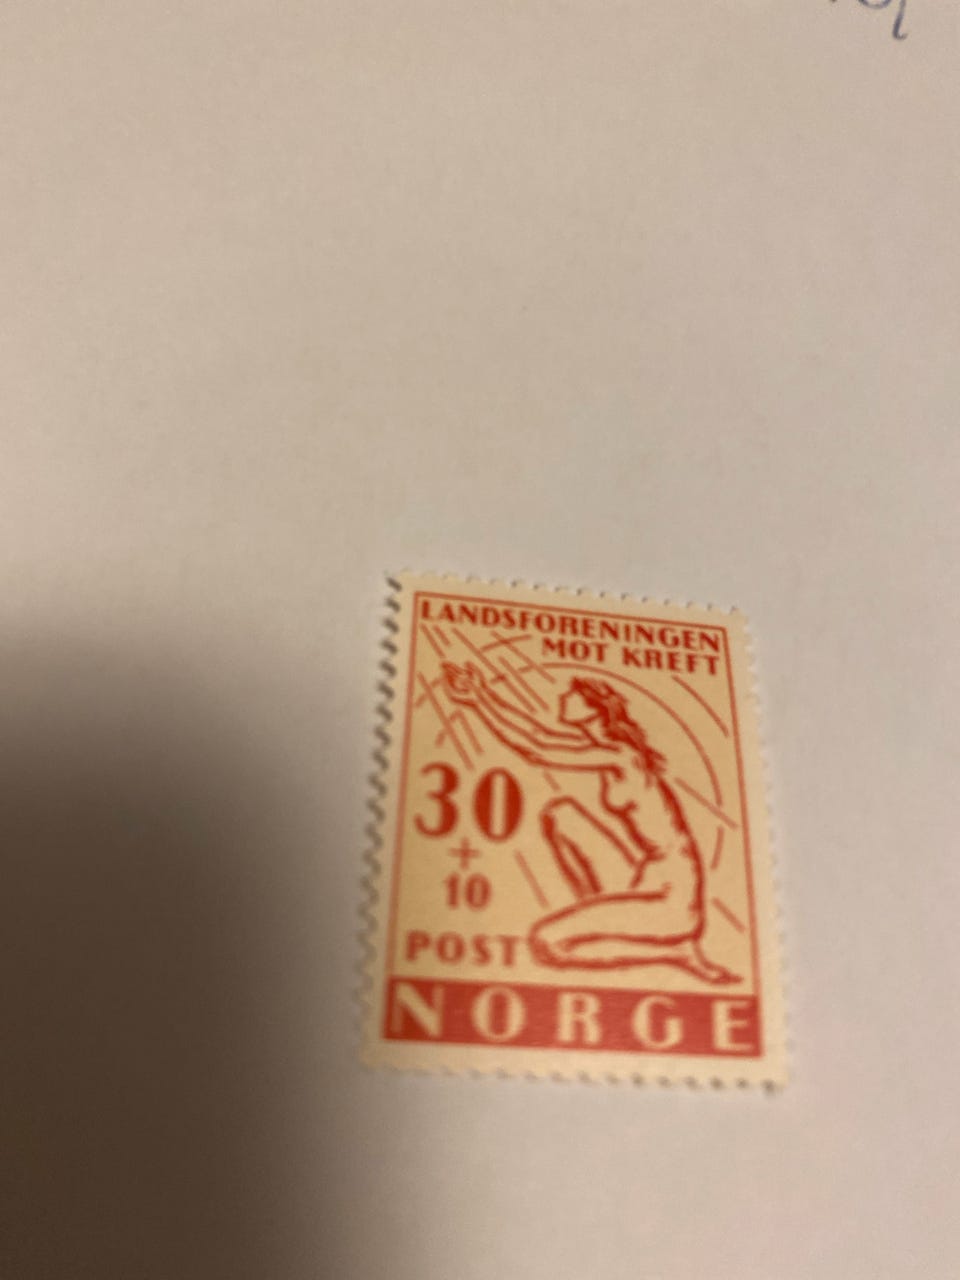 LANDSFORENINGEN
MOT KREFT
30
+
10
POST
NORGE